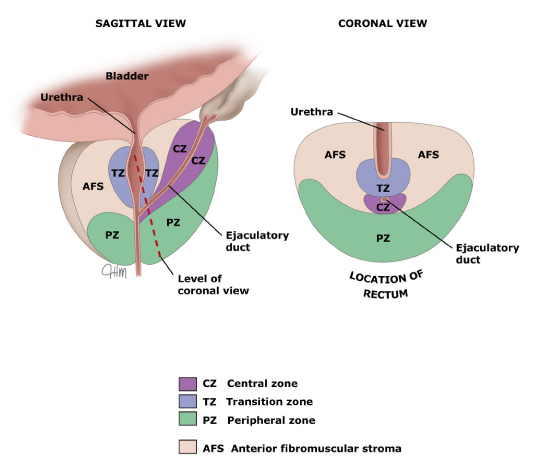 SAGITTAL VIEW
CORONAL VIEW
Bladder
Urethra
CZ
CZ
TZ
TZ
AFS
PZ
PZ
Ejaculatory
duct
Level of
coronal view
Urethra
AFS
AFS
TZ
CZ
PZ
Ejaculatory
duct
LOCATION OF
RECTUM
CZ Central zone
TZ Transition zone
PZ Peripheral zone
AFS Anterior fibromuscular stroma